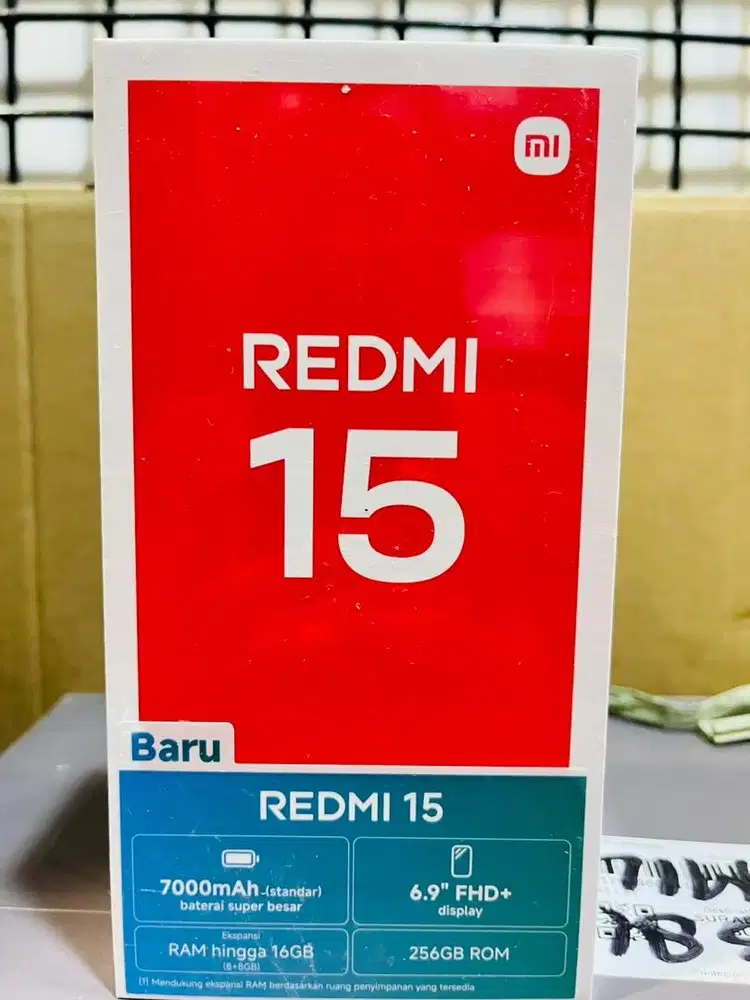 mi
REDMI
15
Baru
REDMI 15
7000mAh (standar)
baterai super besar
6.9" FHD+
display
Ekspansi
RAM hingga 16GB
(8+8GB)
256GB ROM
[1] Mendukung ekspansi RAM berdasarkan ruang penyimpanan yang tersedia